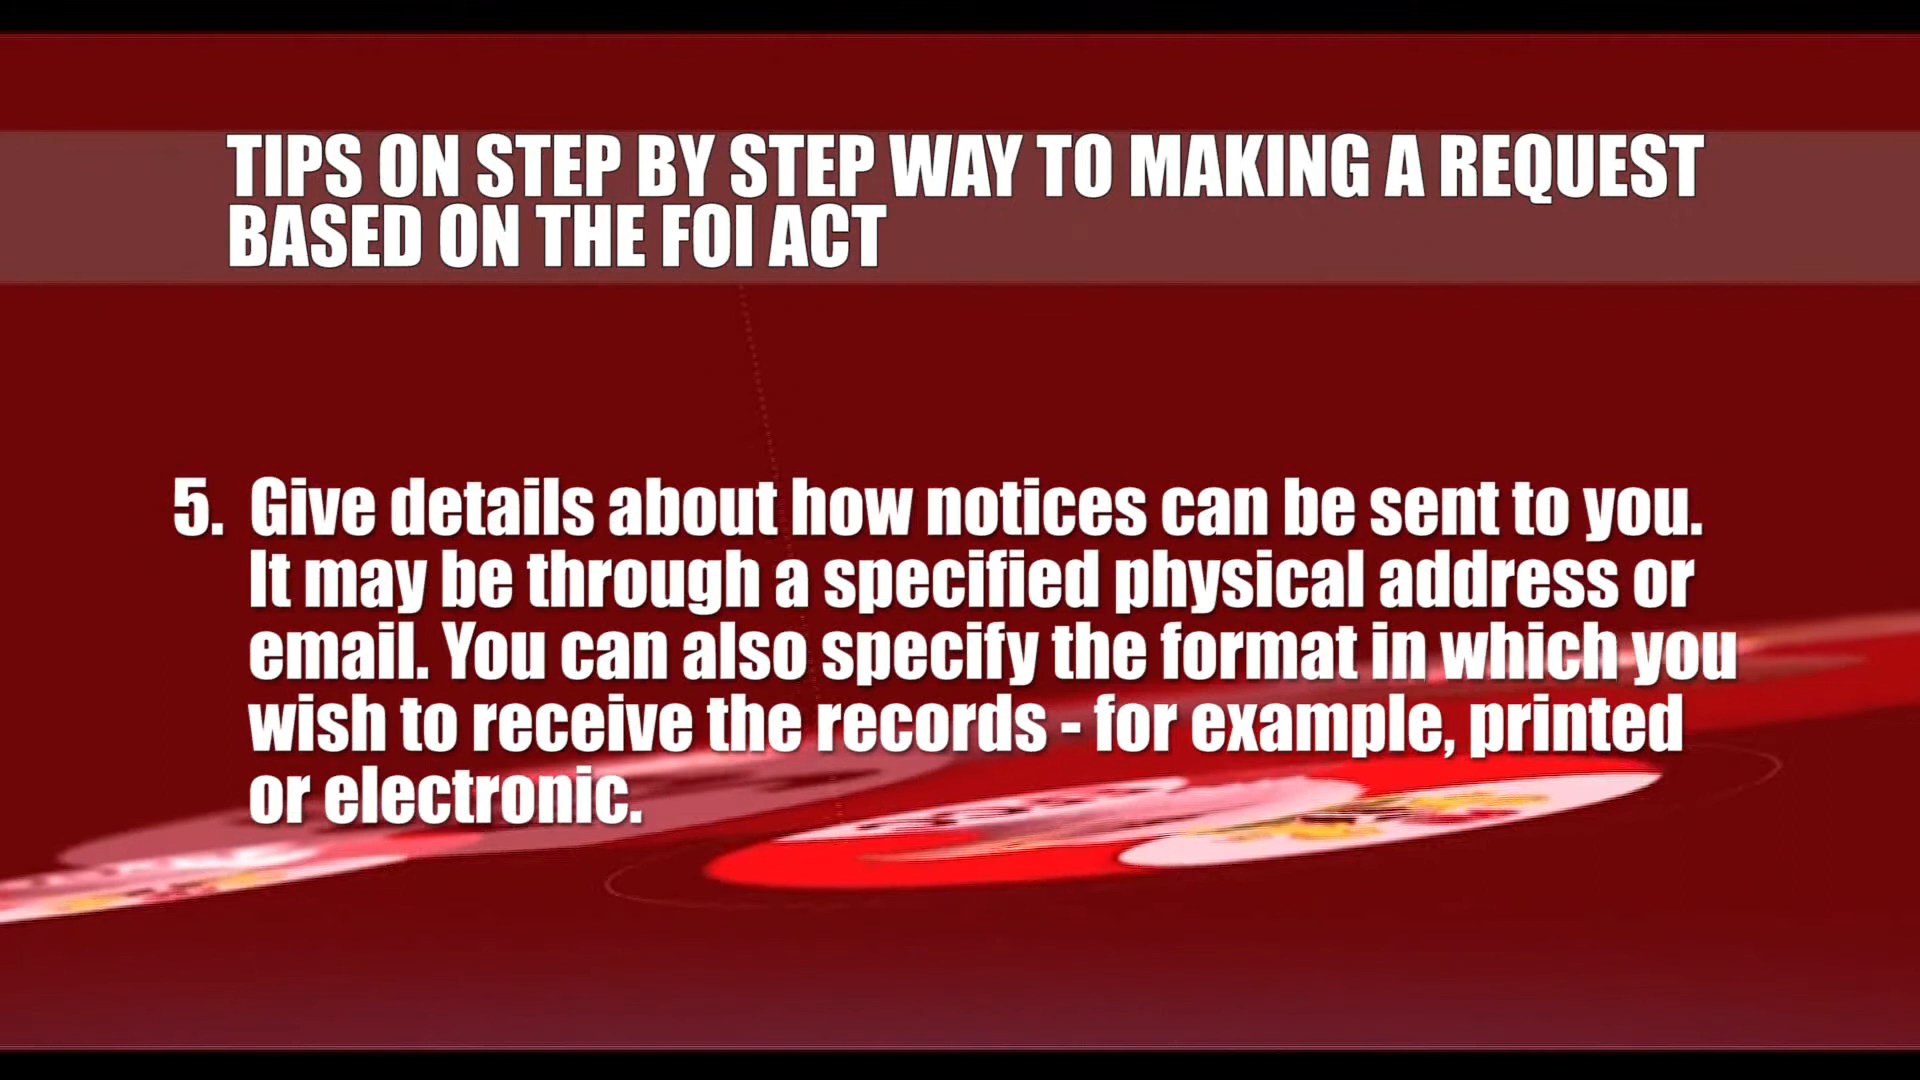 TIPS ON STEP BY STEP WAY TO MAKING A REQUEST
BASED ON THE FOI ACT
5. Give details about how notices can be sent to you.
It may be through a specified physical address or
email. You can also specify the format in which you
wish to receive the records - for example, printed
or electronic.